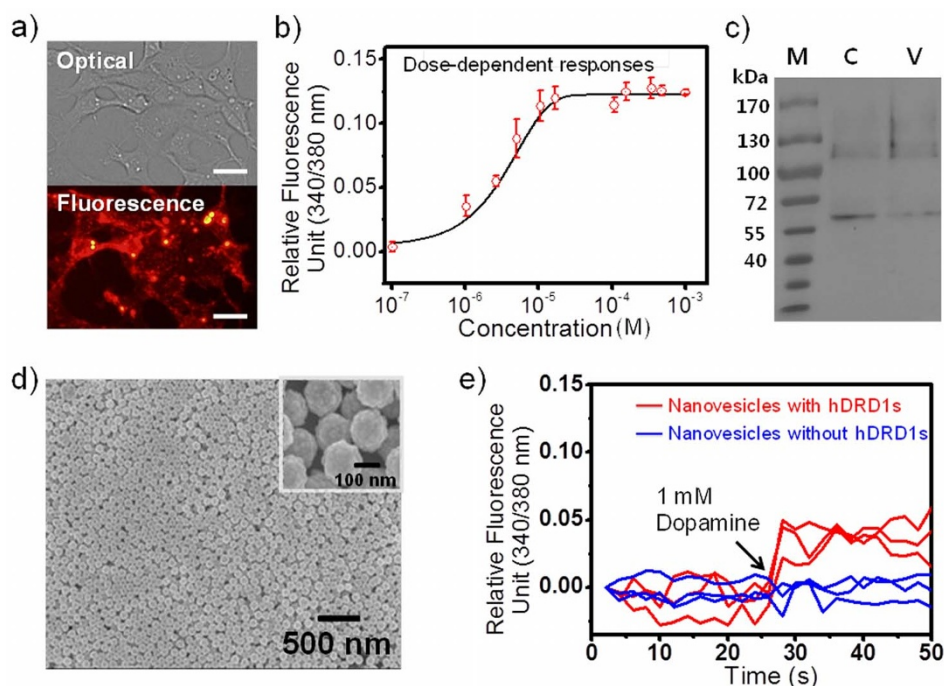 a)
Optical
Fluorescence
b)
Dose-dependent responses
Relative Fluorescence
Unit (340/380 nm)
0.15
0.10
0.05
0.00
10-7
10-6
10-5
10-4
10-3
Concentration (M)
c)
M C V
kDa
170
130
100
72
55
40
d)
100 nm
500 nm
e)
Relative Fluorescence
Unit (340/380 nm)
0.15
0.10
0.05
0.00
Nanovesicles with hDRD1s
Nanovesicles without hDRD1s
1 mM
Dopamine
0 10 20 30 40 50
Time (s)